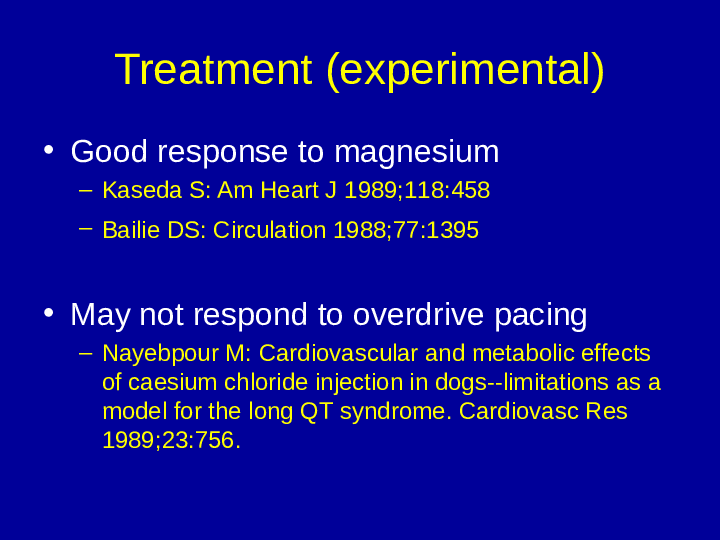 Treatment (experimental)
• Good response to magnesium
– Kaseda S: Am Heart J 1989;118:458
– Bailie DS: Circulation 1988;77:1395
• May not respond to overdrive pacing
– Nayebpour M: Cardiovascular and metabolic effects
of caesium chloride injection in dogs--limitations as a
model for the long QT syndrome. Cardiovasc Res
1989;23:756.